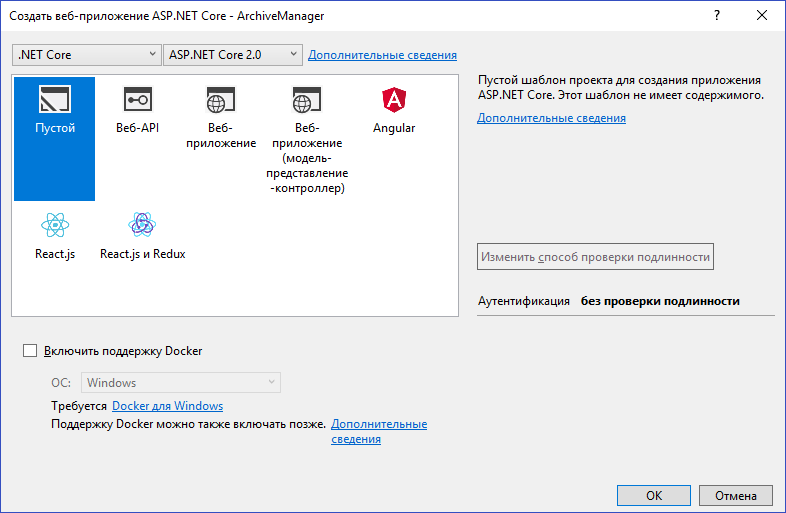 Создать веб-приложение ASP.NET Core - ArchiveManager
.NET Core
ASP.NET Core 2.0
Дополнительные сведения
Пустой
Веб-API
Веб-
приложение
Веб-
приложение
(модель-
представление
-контроллер)
Angular
React.js
React.js и Redux
Пустой шаблон проекта для создания приложения
ASP.NET Core. Этот шаблон не имеет содержимого.
Дополнительные сведения
Изменить способ проверки подлинности
Аутентификация без проверки подлинности
Включить поддержку Docker
ОС: Windows
Требуется Docker для Windows
Поддержку Docker можно также включать позже. Дополнительные
сведения
ОК
Отмена